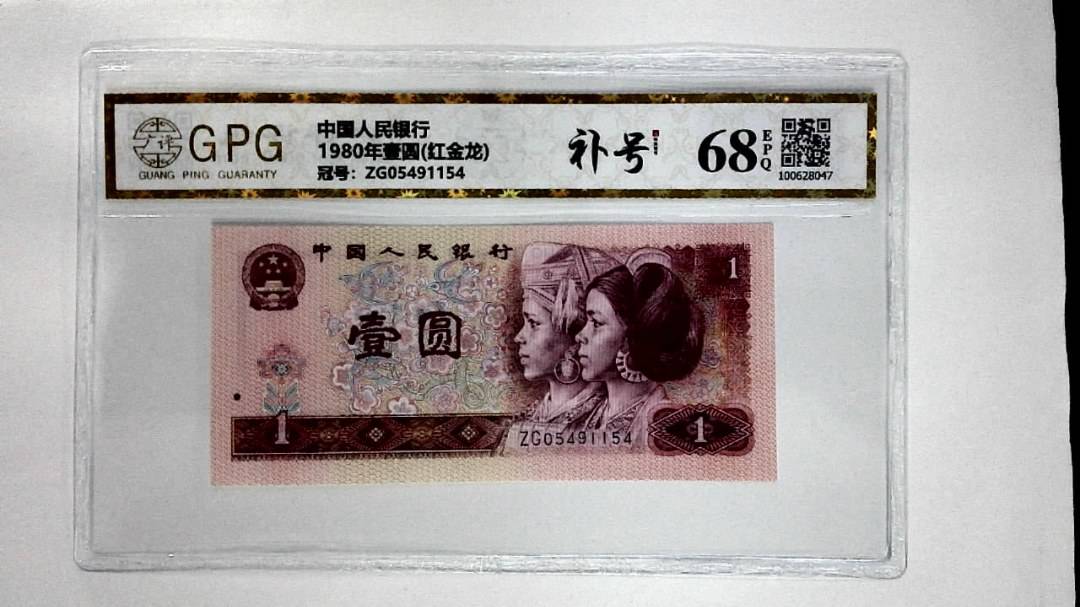 GPG
GUANG PING GUARANTY
中国人民银行
1980年壹圆(红金龙)
冠号: ZG05491154
补号
68
EPQ
100628047
中国人民银行
1
壹圆
1
ZG05491154
1